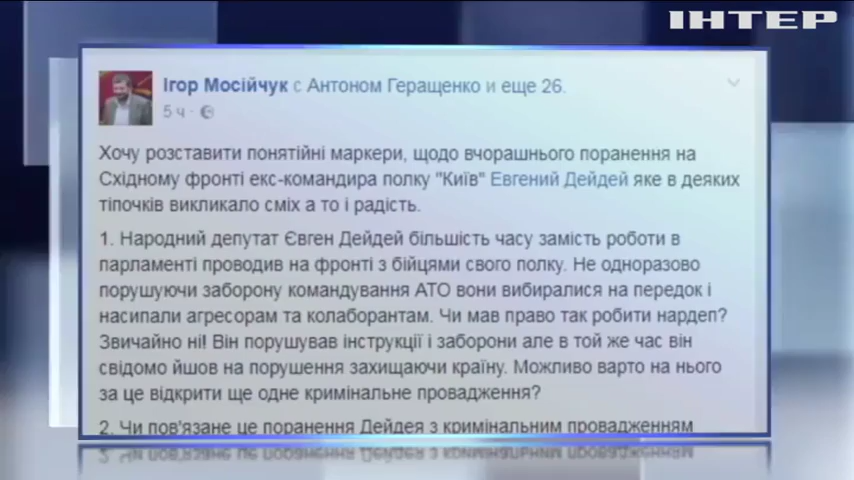 ІНТЕР
Ігор Мосійчук с Антоном Геращенко и еще 26.
5 ч ·
Хочу розставити понятійні маркери, щодо вчорашнього поранення на
Східному фронті екс-командира полку "Київ" Евгений Дейдей яке в деяких
тіпочків викликало сміх а то і радість.
1. Народний депутат Євген Дейдей більшість часу замість роботи в
парламенті проводив на фронті з бійцями свого полку. Не одноразово
порушуючи заборону командування АТО вони вибиралися на передок і
насипали агресорам та колаборантам. Чи мав право так робити нардеп?
Звичайно ні! Він порушував інструкції і заборони але в той же час він
свідомо йшов на порушення захищаючи країну. Можливо варто на нього
за це відкрити ще одне кримінальне провадження?
2. Чи пов'язане це поранення Дейдея з кримінальним провадженням